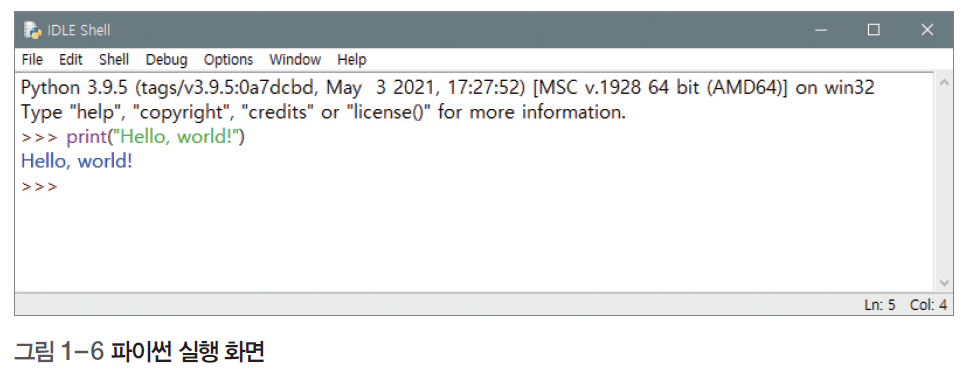 IDLE Shell
File Edit Shell Debug Options Window Help
Python 3.9.5 (tags/v3.9.5:0a7dcbd, May  3 2021, 17:27:52) [MSC v.1928 64 bit (AMD64)] on win32
Type "help", "copyright", "credits" or "license()" for more information.
>>> print("Hello, world!")
Hello, world!
>>>
Ln: 5 Col: 4
그림 1-6 파이썬 실행 화면